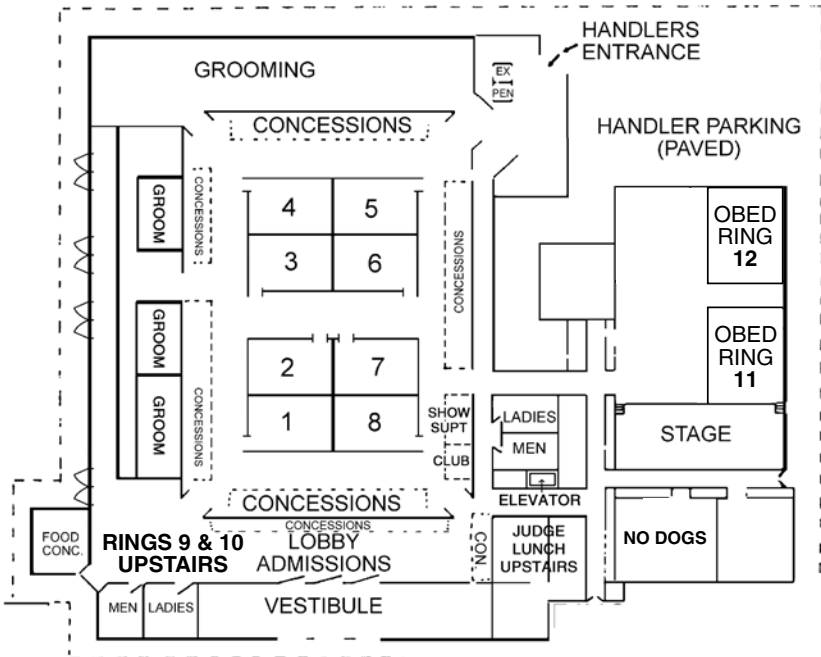 HANDLERS
ENTRANCE
GROOMING
EX
PEN
CONCESSIONS
HANDLER PARKING
(PAVED)
GROOM
CONCESSIONS
4
5
3
6
CONCESSIONS
OBED
RING
12
GROOM
GROOM
CONCESSIONS
2
7
1
8
OBED
RING
11
SHOW
SUPT
CLUB
LADIES
MEN
ELEVATOR
STAGE
CONCESSIONS
CONCESSIONS
FOOD
CONC.
RINGS 9 & 10
UPSTAIRS
LOBBY
ADMISSIONS
CON.
JUDGE
LUNCH
UPSTAIRS
NO DOGS
MEN
LADIES
VESTIBULE